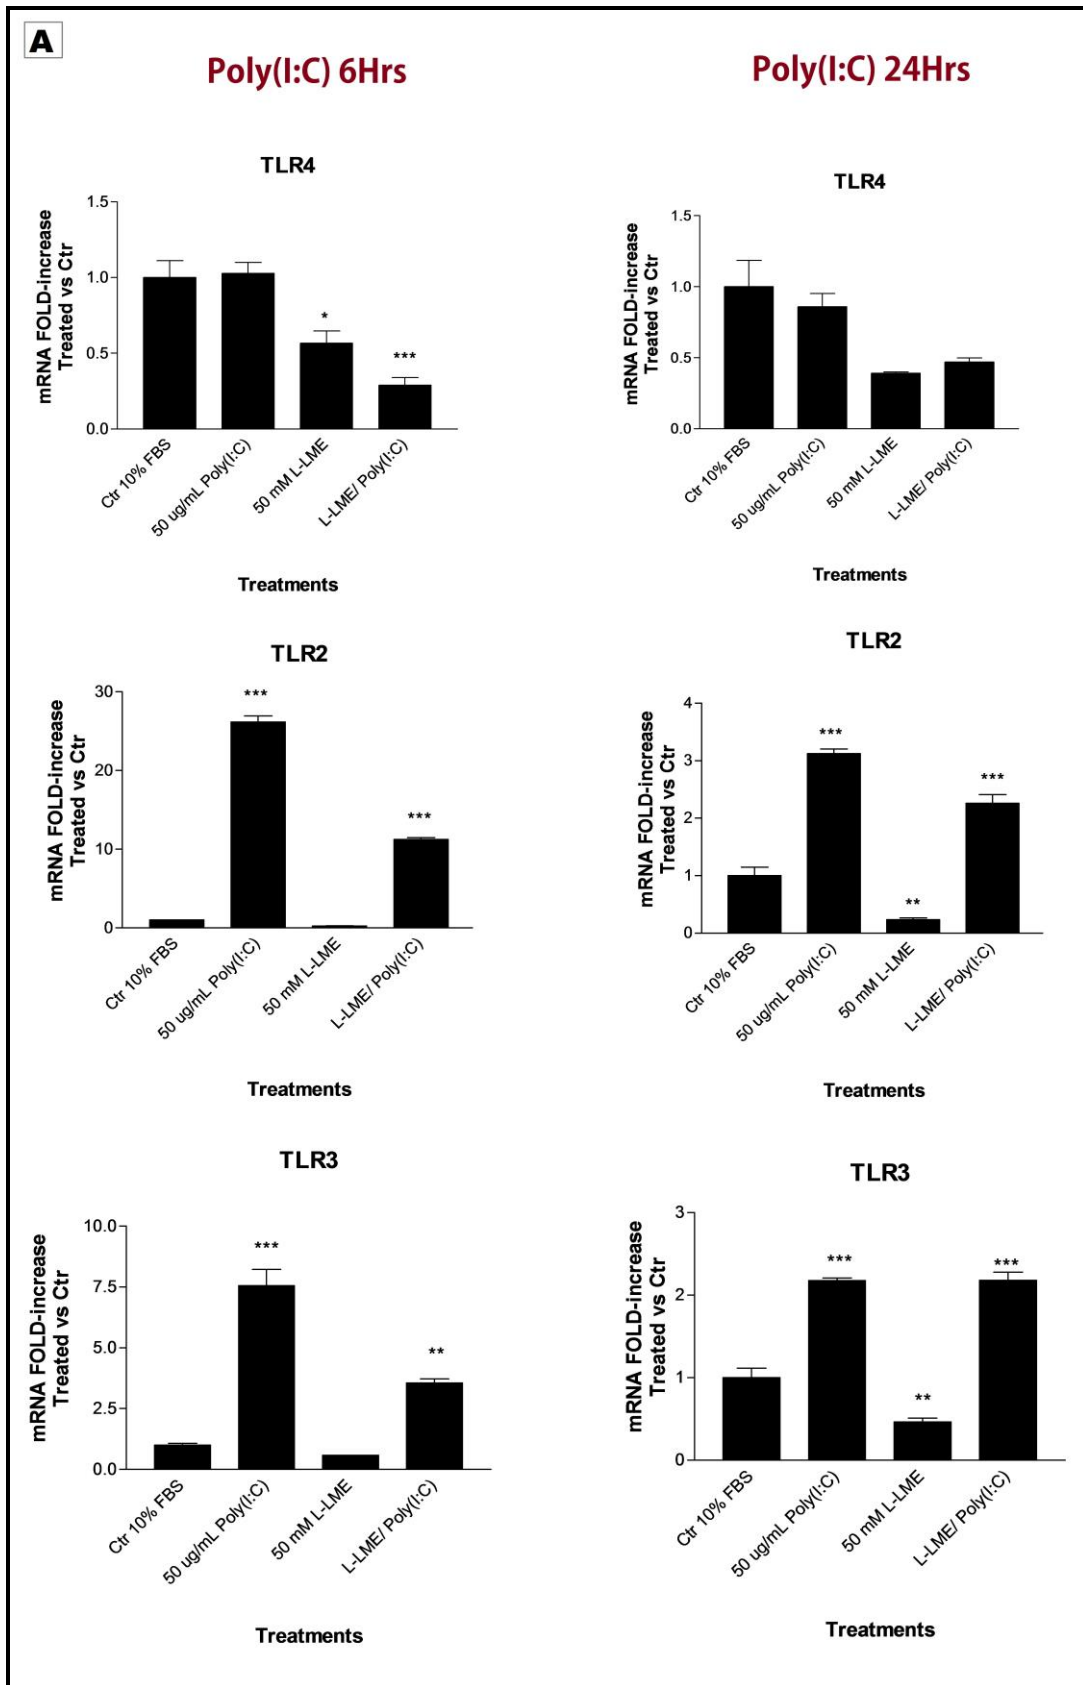 A
Poly(I:C) 6Hrs
Poly(I:C) 24Hrs
TLR4
mRNA FOLD-increase
Treated vs Ctr
1.5
1.0
0.5
0.0
*
***
Ctr 10% FBS
50 ug/mL Poly(I:C)
50 mM L-LME
L-LME/ Poly(I:C)
Treatments
TLR4
mRNA FOLD-increase
Treated vs Ctr
1.5
1.0
0.5
0.0
Ctr 10% FBS
50 ug/mL Poly(I:C)
50 mM L-LME
L-LME/ Poly(I:C)
Treatments
TLR2
mRNA FOLD-increase
Treated vs Ctr
30
20
10
0
***
***
Ctr 10% FBS
50 ug/mL Poly(I:C)
50 mM L-LME
L-LME/ Poly(I:C)
Treatments
TLR2
mRNA FOLD-increase
Treated vs Ctr
4
3
2
1
0
***
**
***
Ctr 10% FBS
50 ug/mL Poly(I:C)
50 mM L-LME
L-LME/ Poly(I:C)
Treatments
TLR3
mRNA FOLD-increase
Treated vs Ctr
10.0
7.5
5.0
2.5
0.0
***
**
Ctr 10% FBS
50 ug/mL Poly(I:C)
50 mM L-LME
L-LME/ Poly(I:C)
Treatments
TLR3
mRNA FOLD-increase
Treated vs Ctr
3
2
1
0
***
**
***
Ctr 10% FBS
50 ug/mL Poly(I:C)
50 mM L-LME
L-LME/ Poly(I:C)
Treatments